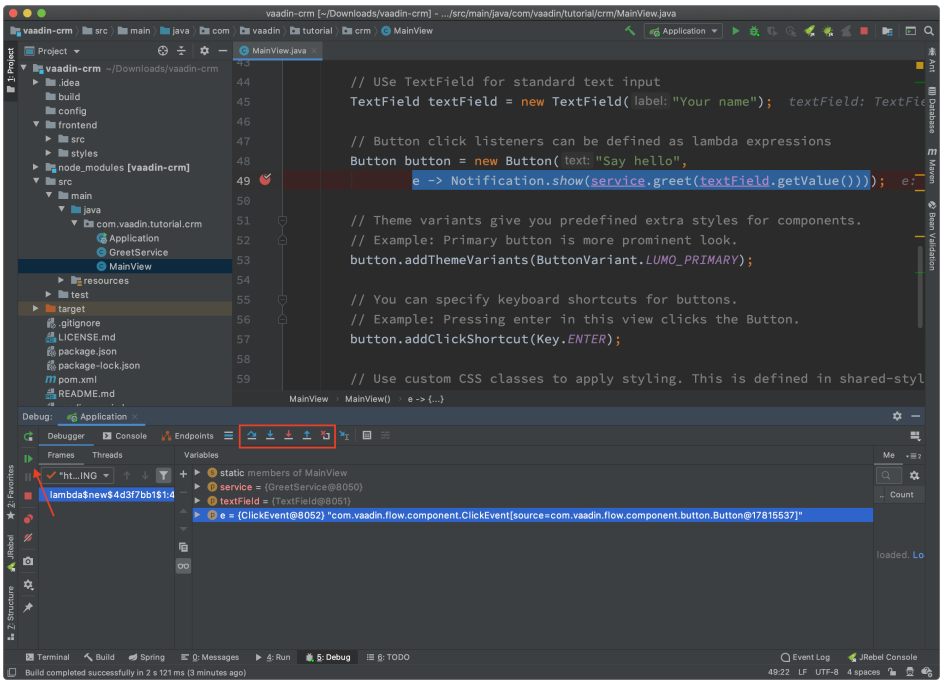 vaadin-crm [~/Downloads/vaadin-crm] - .../src/main/java/com/vaadin/tutorial/crm/MainView.java
vaadin-crm src main java com vaadin tutorial crm MainView Application
Project MainView.java
1: Project
vaadin-crm ~/Downloads/vaadin-crm
.idea
build
config
frontend
src
styles
node_modules [vaadin-crm]
src
main
java
com.vaadin.tutorial.crm
Application
GreetService
MainView
resources
test
target
.gitignore
LICENSE.md
package.json
package-lock.json
pom.xml
README.md
43
44 // USe TextField for standard text input
45 TextField textField = new TextField( label: "Your name"); textField: TextFie
46
47 // Button click listeners can be defined as lambda expressions
48 Button button = new Button( text: "Say hello",
49 e -> Notification.show(service.greet(textField.getValue()))); e:
50
51 // Theme variants give you predefined extra styles for components.
52 // Example: Primary button is more prominent look.
53 button.addThemeVariants(ButtonVariant.LUMO_PRIMARY);
54
55 // You can specify keyboard shortcuts for buttons.
56 // Example: Pressing enter in this view clicks the Button.
57 button.addClickShortcut(Key.ENTER);
58
59 // Use custom CSS classes to apply styling. This is defined in shared-styl
MainView MainView() e -> {...}
Ant
Database
Maven
Bean Validation
Debug: Application
Debugger Console Endpoints
Frames Threads Variables Me
"ht...ING
lambda$new$4d3f7bb1$1:4
static members of MainView
service = {GreetService@8050}
textField = {TextField@8051}
e = {ClickEvent@8052} "com.vaadin.flow.component.ClickEvent[source=com.vaadin.flow.component.button.Button@17815537]"
.. Count
loaded. Lo
2: Favorites
JRebel
Z: Structure
Terminal Build Spring 0: Messages 4: Run 5: Debug 6: TODO Event Log JRebel Console
Build completed successfully in 2 s 121 ms (3 minutes ago) 49:22 LF UTF-8 4 spaces